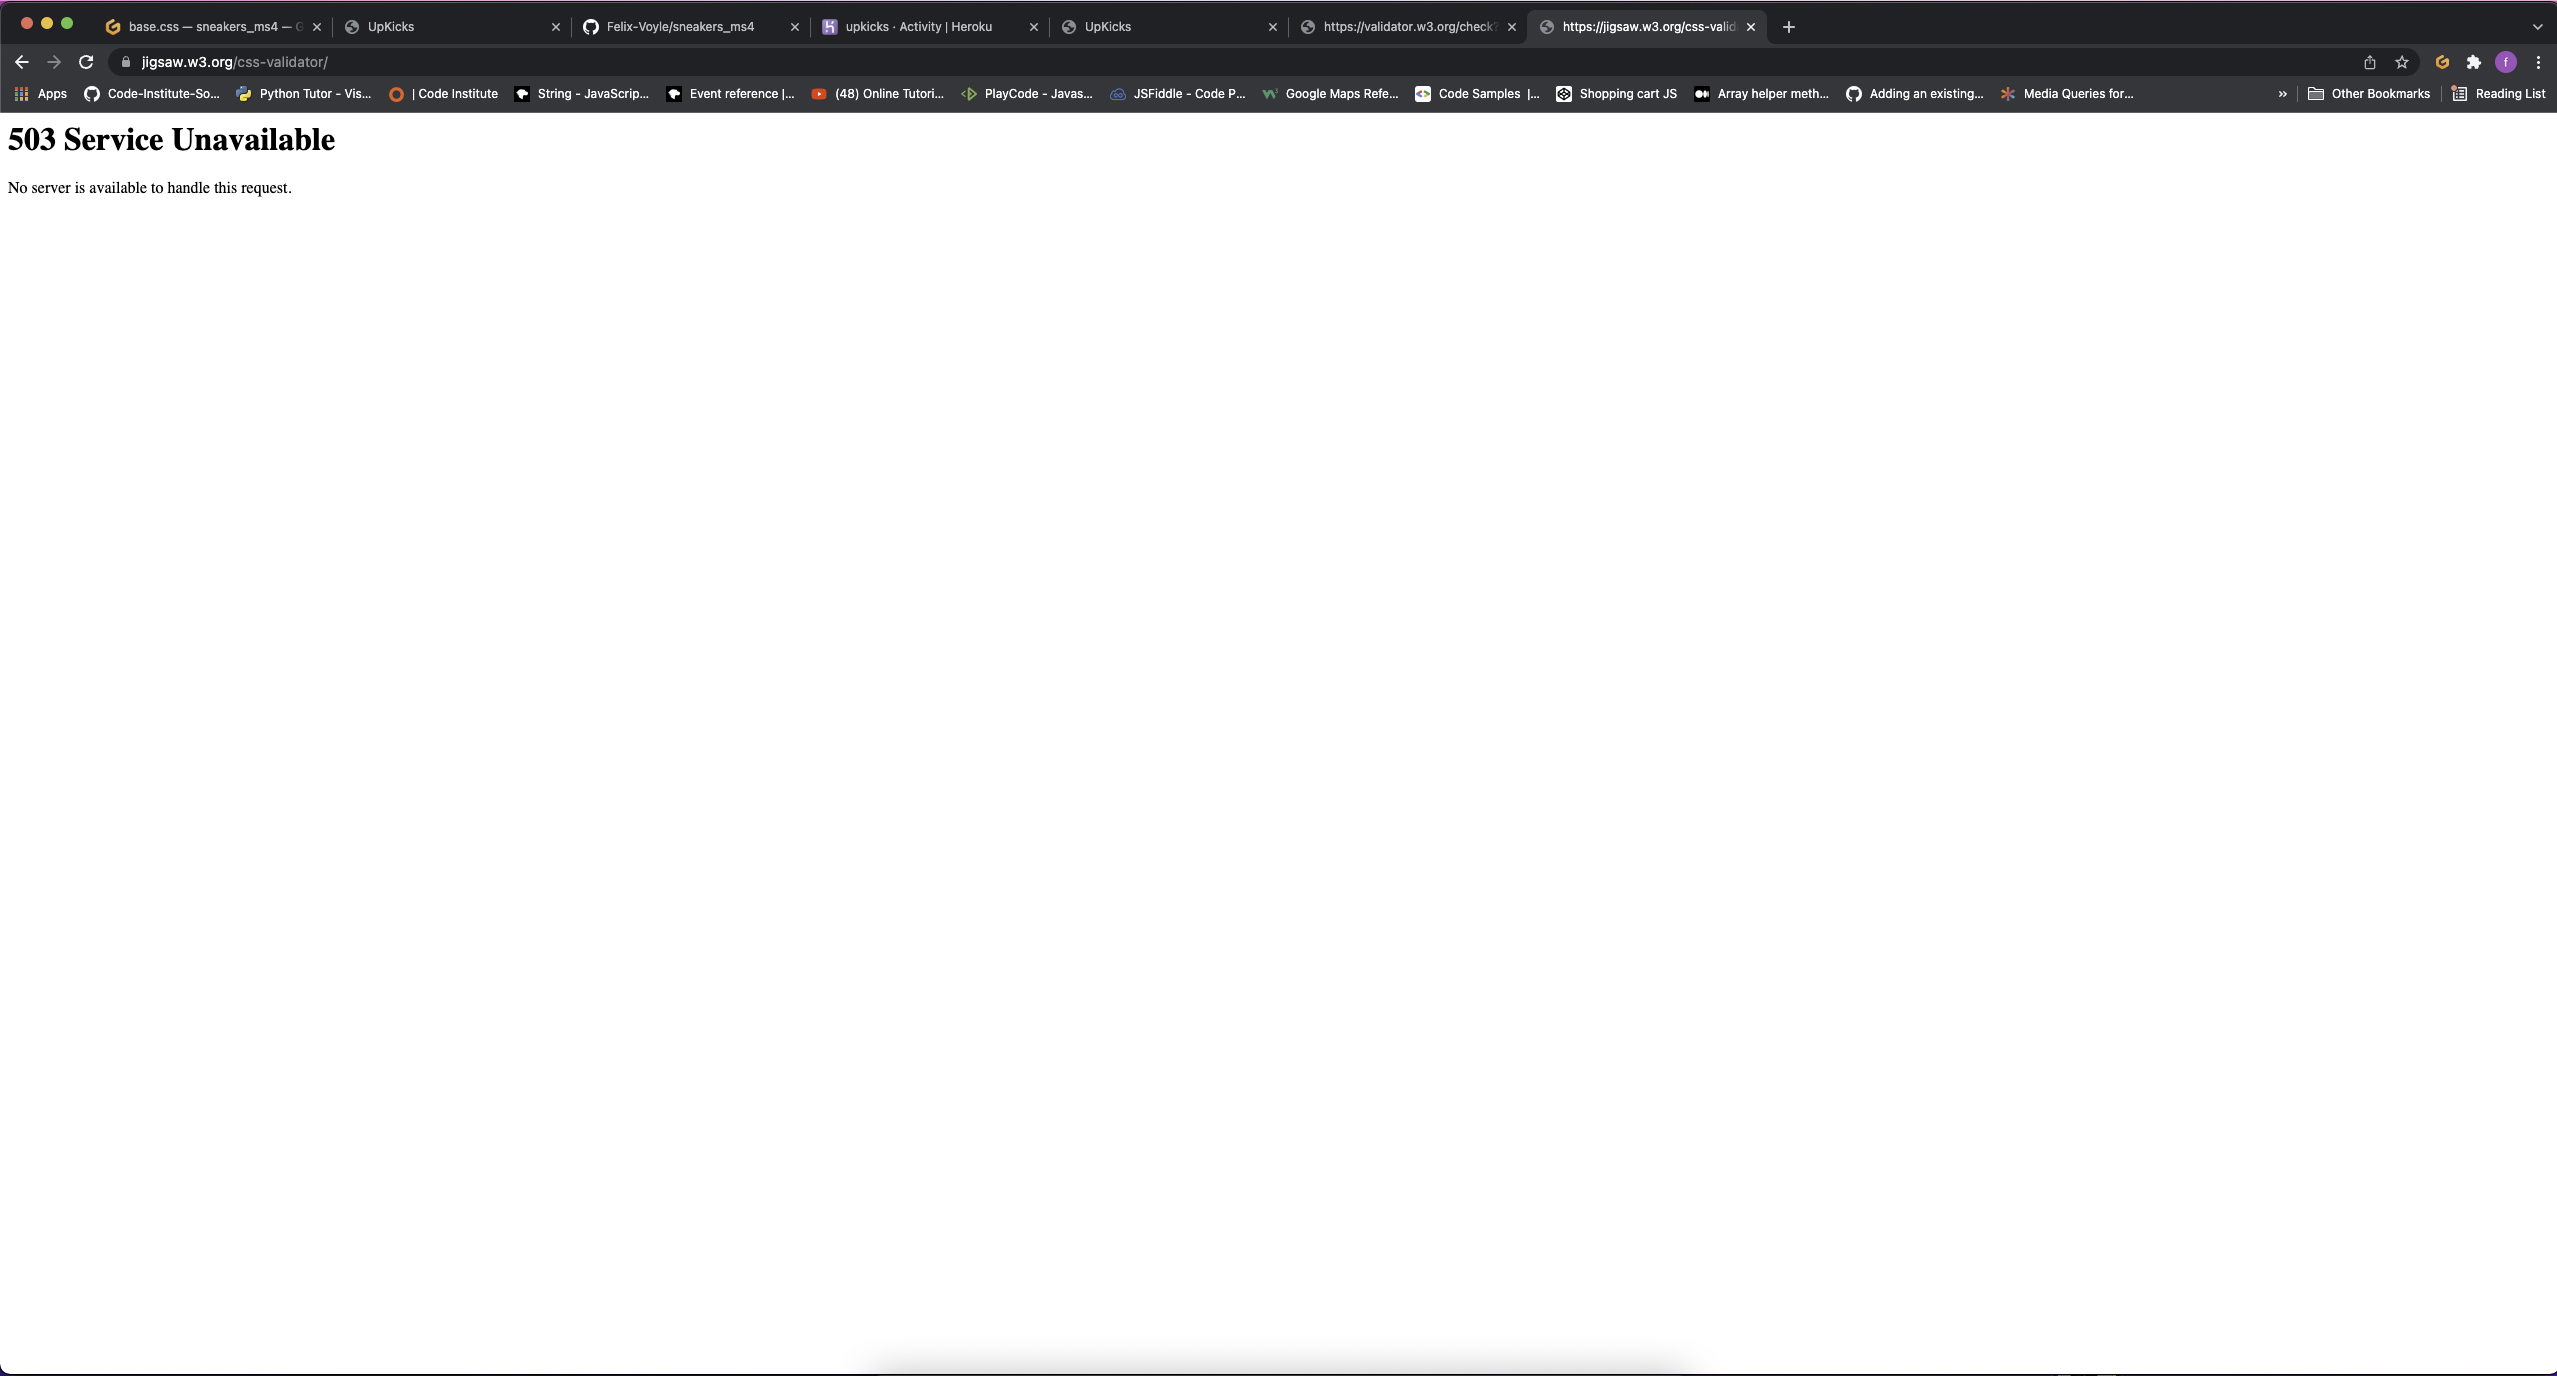 base.css — sneakers_ms4 — G
UpKicks
Felix-Voyle/sneakers_ms4
upkicks · Activity | Heroku
UpKicks
https://validator.w3.org/check?
https://jigsaw.w3.org/css-valid
jigsaw.w3.org/css-validator/
f
Apps
Code-Institute-So...
Python Tutor - Vis...
| Code Institute
String - JavaScrip...
Event reference |...
(48) Online Tutori...
PlayCode - Javas...
JSFiddle - Code P...
Google Maps Refe...
Code Samples |...
Shopping cart JS
Array helper meth...
Adding an existing...
Media Queries for...
»
Other Bookmarks
Reading List
503 Service Unavailable
No server is available to handle this request.